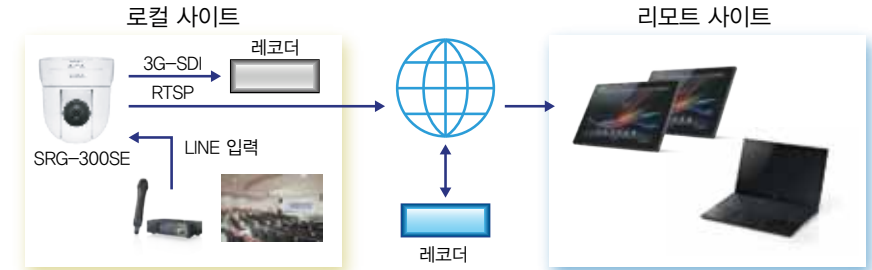 로컬 사이트
리모트 사이트
레코더
3G-SDI
RTSP
SRG-300SE
LINE 입력
레코더